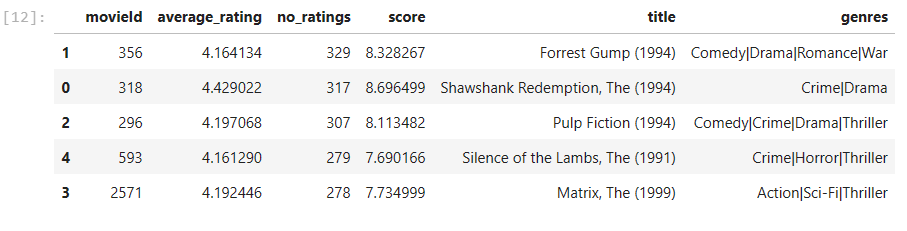 [12]: movieId average_rating no_ratings score title genres
1 356 4.164134 329 8.328267 Forrest Gump (1994) Comedy|Drama|Romance|War
0 318 4.429022 317 8.696499 Shawshank Redemption, The (1994) Crime|Drama
2 296 4.197068 307 8.113482 Pulp Fiction (1994) Comedy|Crime|Drama|Thriller
4 593 4.161290 279 7.690166 Silence of the Lambs, The (1991) Crime|Horror|Thriller
3 2571 4.192446 278 7.734999 Matrix, The (1999) Action|Sci-Fi|Thriller